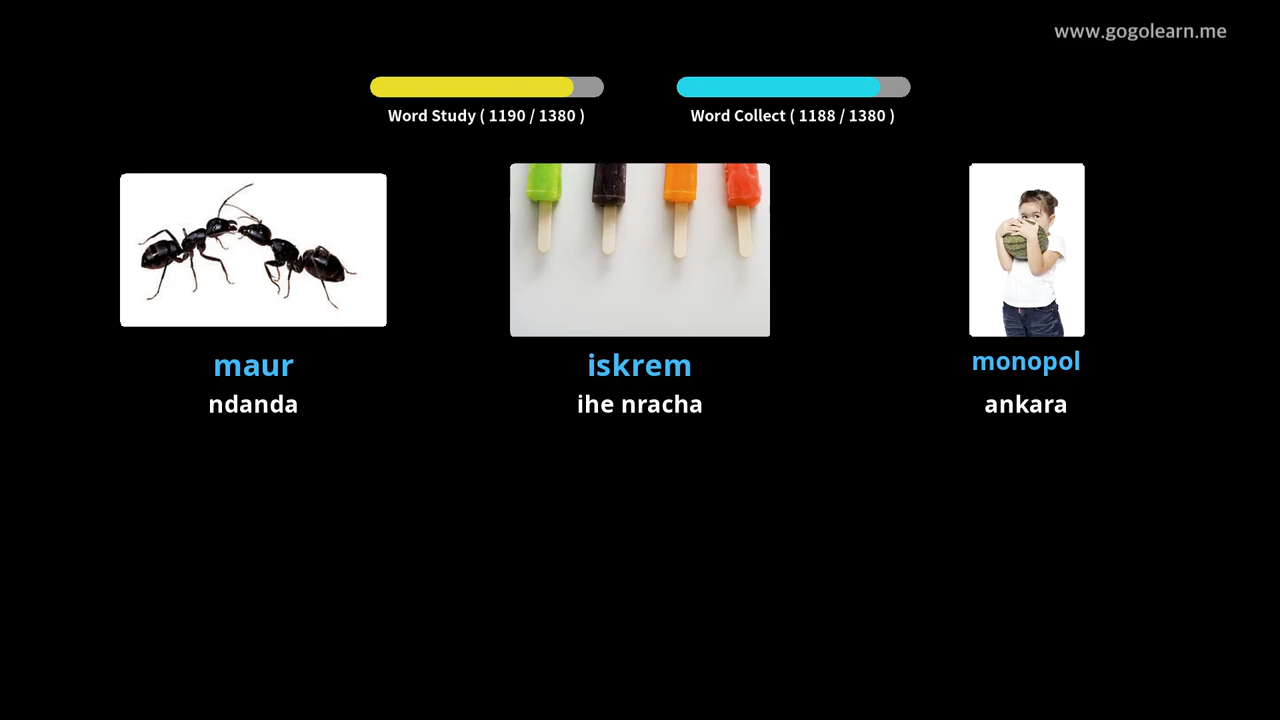 www.gogolearn.me
Word Study ( 1190 / 1380 )
Word Collect ( 1188 / 1380 )
maur
iskrem
monopol
ndanda
ihe nracha
ankara